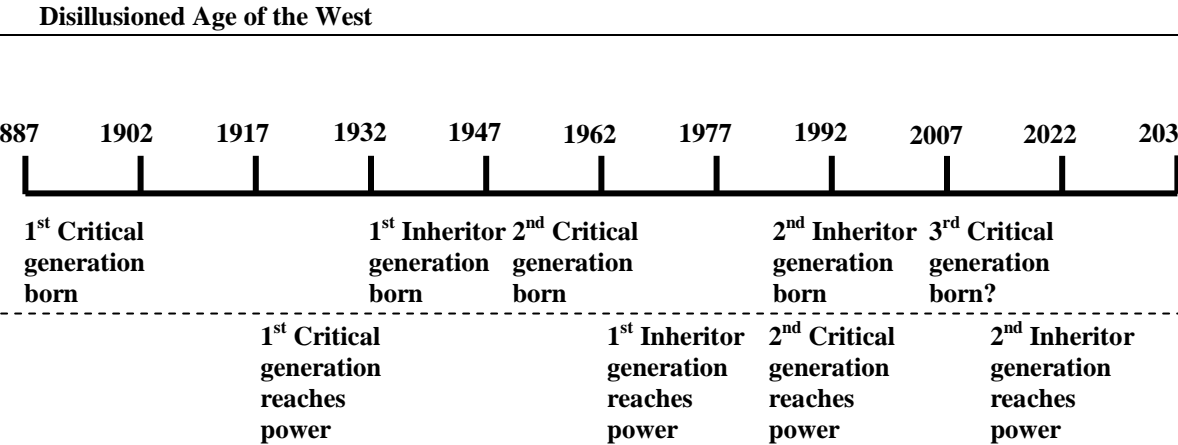 Disillusioned Age of the West
887 1902 1917 1932 1947 1962 1977 1992 2007 2022 203
1st Critical generation born
1st Inheritor generation born
2nd Critical generation born
2nd Inheritor generation born
3rd Critical generation born?
1st Critical generation reaches power
1st Inheritor generation reaches power
2nd Critical generation reaches power
2nd Inheritor generation reaches power